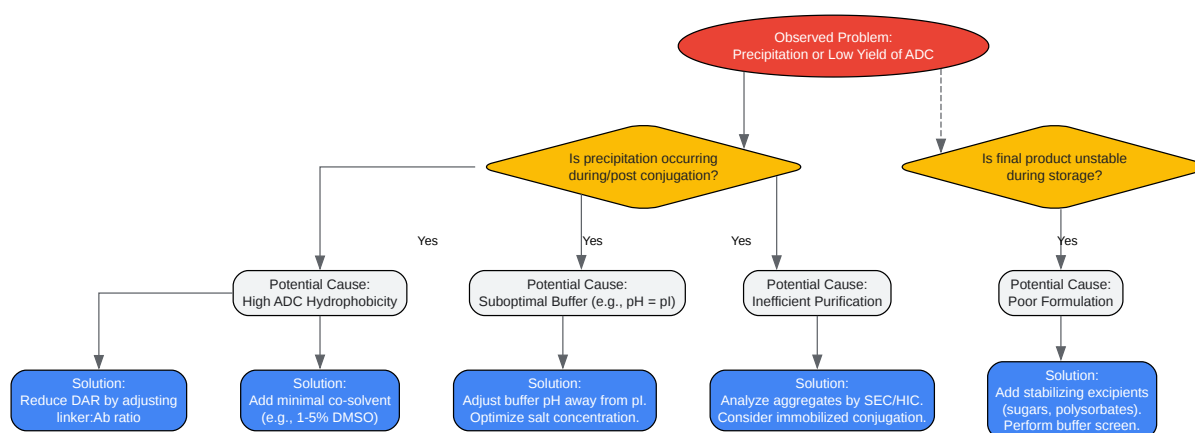 Observed Problem:
Precipitation or Low Yield of ADC
Is precipitation occurring
during/post conjugation?
Is final product unstable
during storage?
Yes
Yes
Yes
Yes
Potential Cause:
High ADC Hydrophobicity
Potential Cause:
Suboptimal Buffer (e.g., pH = pI)
Potential Cause:
Inefficient Purification
Potential Cause:
Poor Formulation
Solution:
Reduce DAR by adjusting
linker:Ab ratio
Solution:
Add minimal co-solvent
(e.g., 1-5% DMSO)
Solution:
Adjust buffer pH away from pI.
Optimize salt concentration.
Solution:
Analyze aggregates by SEC/HIC.
Consider immobilized conjugation.
Solution:
Add stabilizing excipients
(sugars, polysorbates).
Perform buffer screen.